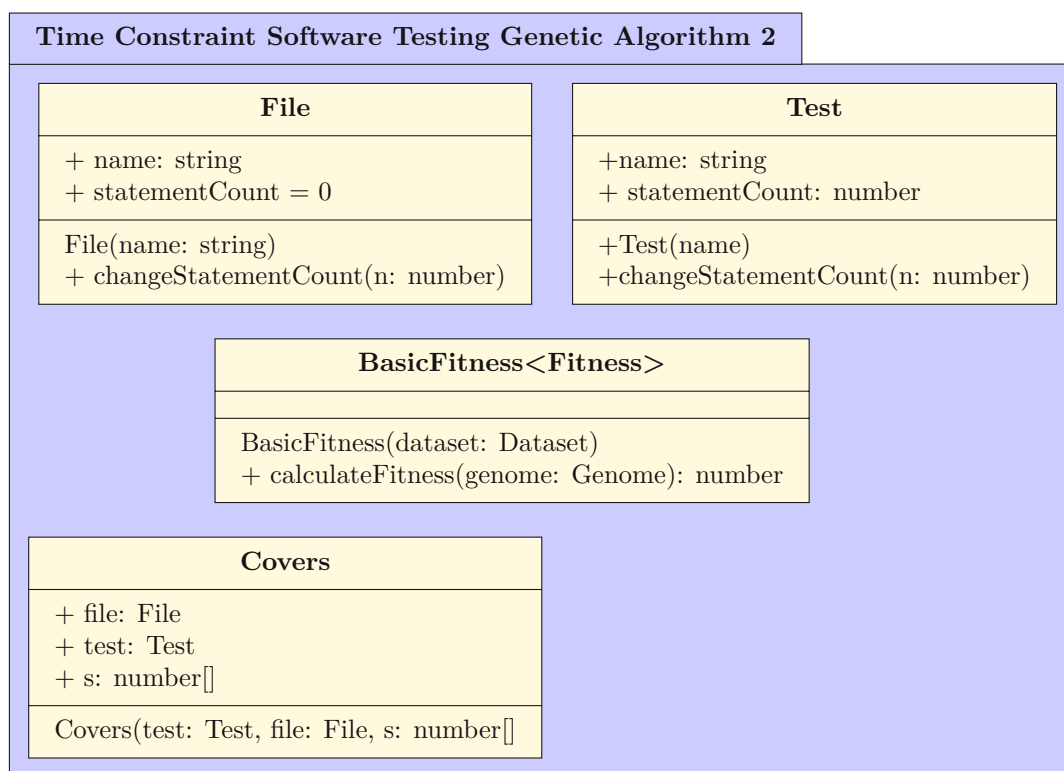 Time Constraint Software Testing Genetic Algorithm 2
File
+ name: string
+ statementCount = 0
File(name: string)
+ changeStatementCount(n: number)
Test
+name: string
+ statementCount: number
+Test(name)
+changeStatementCount(n: number)
BasicFitness<Fitness>
BasicFitness(dataset: Dataset)
+ calculateFitness(genome: Genome): number
Covers
+ file: File
+ test: Test
+ s: number[]
Covers(test: Test, file: File, s: number[]